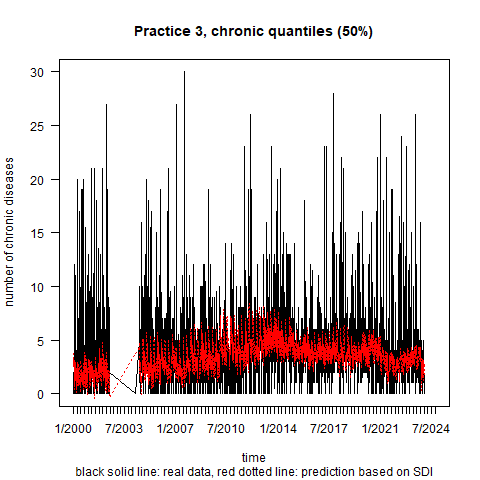 Practice 3, chronic quantiles (50%)
number of chronic diseases
30
25
20
15
10
5
0
1/2000 7/2003 1/2007 7/2010 1/2014 7/2017 1/2021 7/2024
time
black solid line: real data, red dotted line: prediction based on SDI